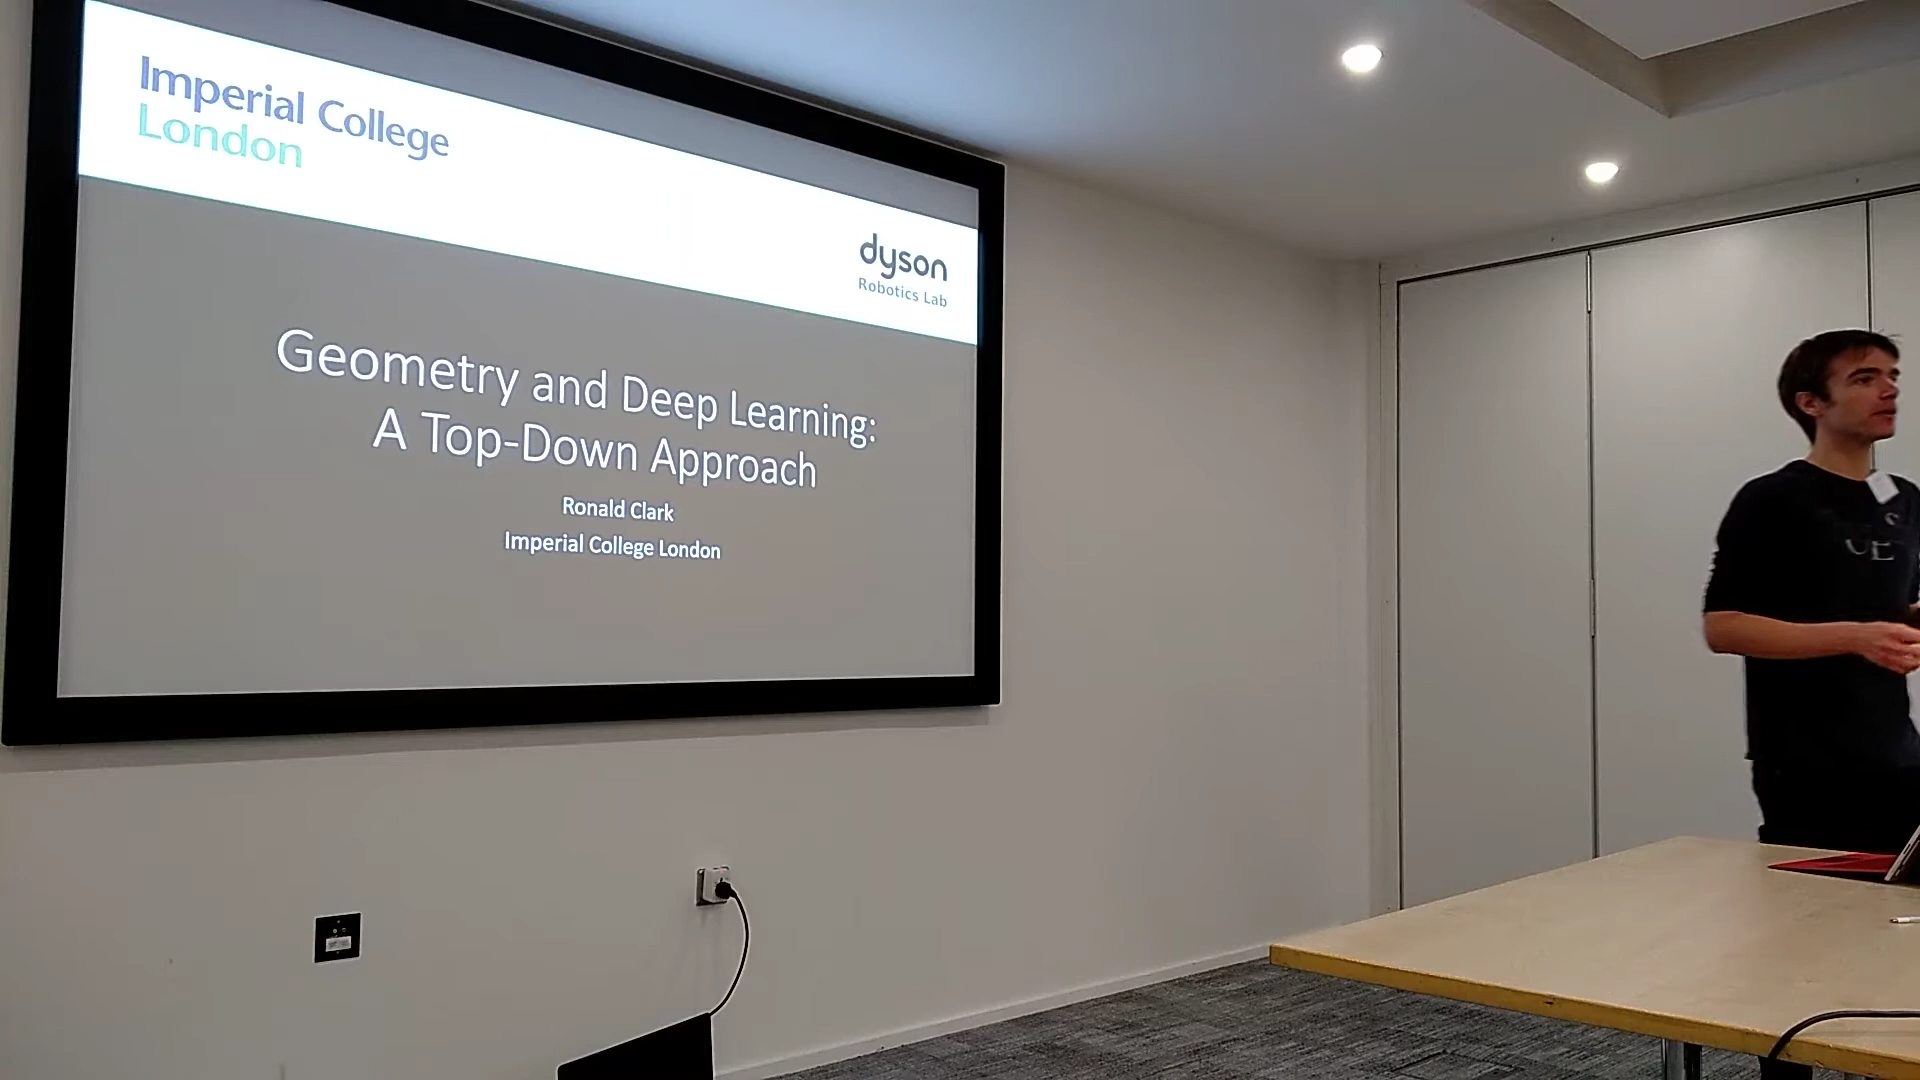 Imperial College
London
dyson
Robotics Lab
Geometry and Deep Learning:
A Top-Down Approach
Ronald Clark
Imperial College London